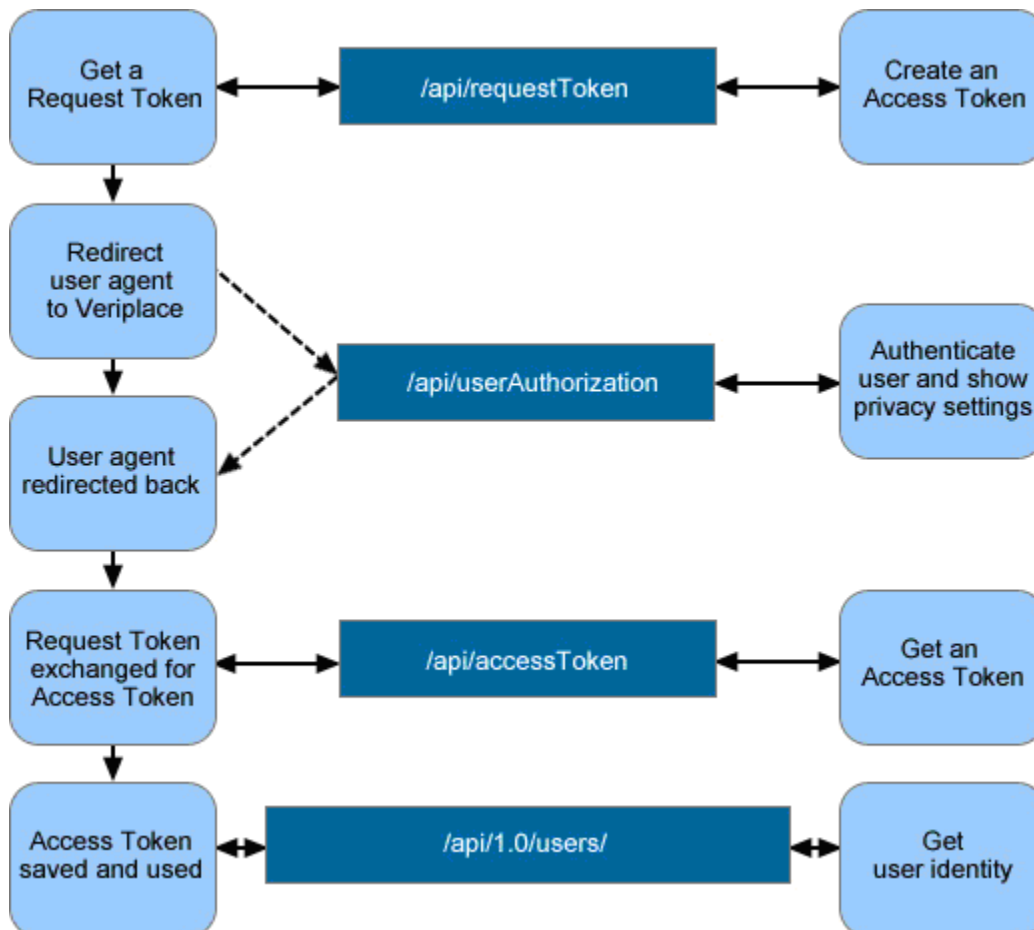 Get a
Request Token
/api/requestToken
Create an
Access Token
Redirect
user agent
to Veriplace
/api/userAuthorization
Authenticate
user and show
privacy settings
User agent
redirected back
Request Token
exchanged for
Access Token
/api/accessToken
Get an
Access Token
Access Token
saved and used
/api/1.0/users/
Get
user identity